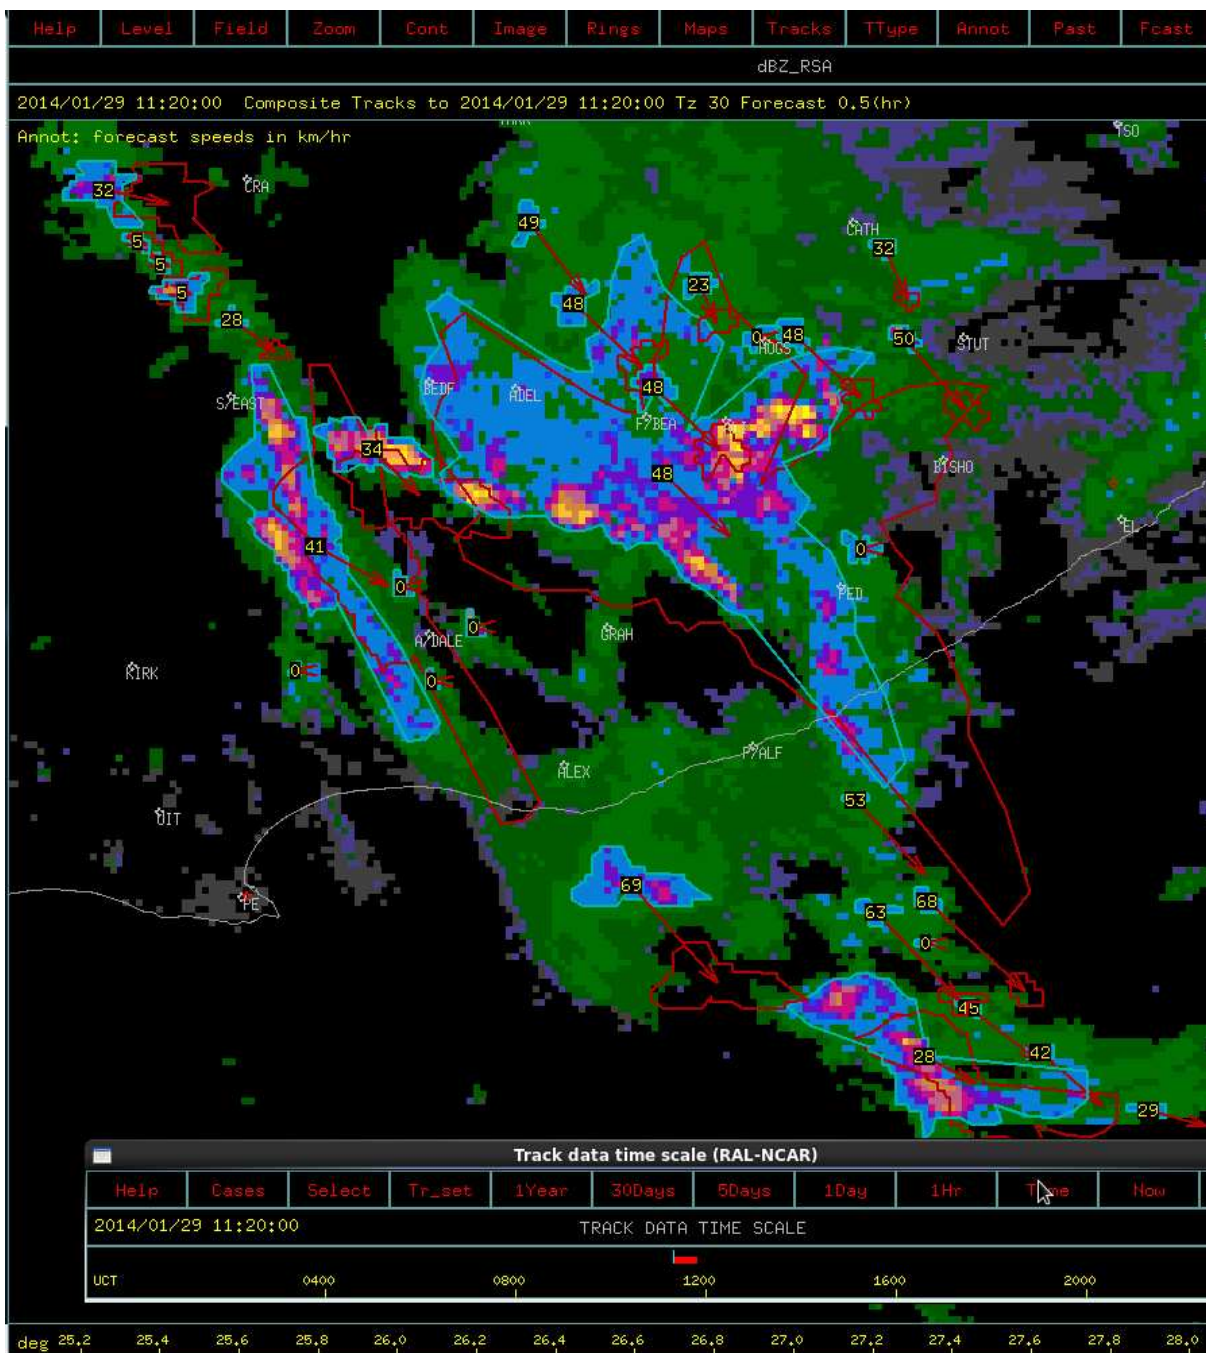 Help Level Field Zoom Cont Image Rings Maps Tracks TType Annot Past Fcast
dBZ_RSA
2014/01/29 11:20:00 Composite Tracks to 2014/01/29 11:20:00 Tz 30 Forecast 0.5(hr)
Annot: forecast speeds in km/hr
TSO
CRA
32
49
CATH
5
32
5
23
5
48
28
0
48
50
HOGS
STUT
BEDF
ADEL
48
S/EAST
F/BEA
34
48
BISHO
EL
41
0
0
PED
0
A/DALE
GRAH
KIRK
0
0
P/ALF
ALEX
53
UIT
69
PE
63
68
0
45
28
42
29
Track data time scale (RAL-NCAR)
Help Cases Select Tr_set 1Year 30Days 5Days 1Day 1Hr Time Now
2014/01/29 11:20:00 TRACK DATA TIME SCALE
UCT 0400 0800 1200 1600 2000
deg 25.2 25.4 25.6 25.8 26.0 26.2 26.4 26.6 26.8 27.0 27.2 27.4 27.6 27.8 28.0